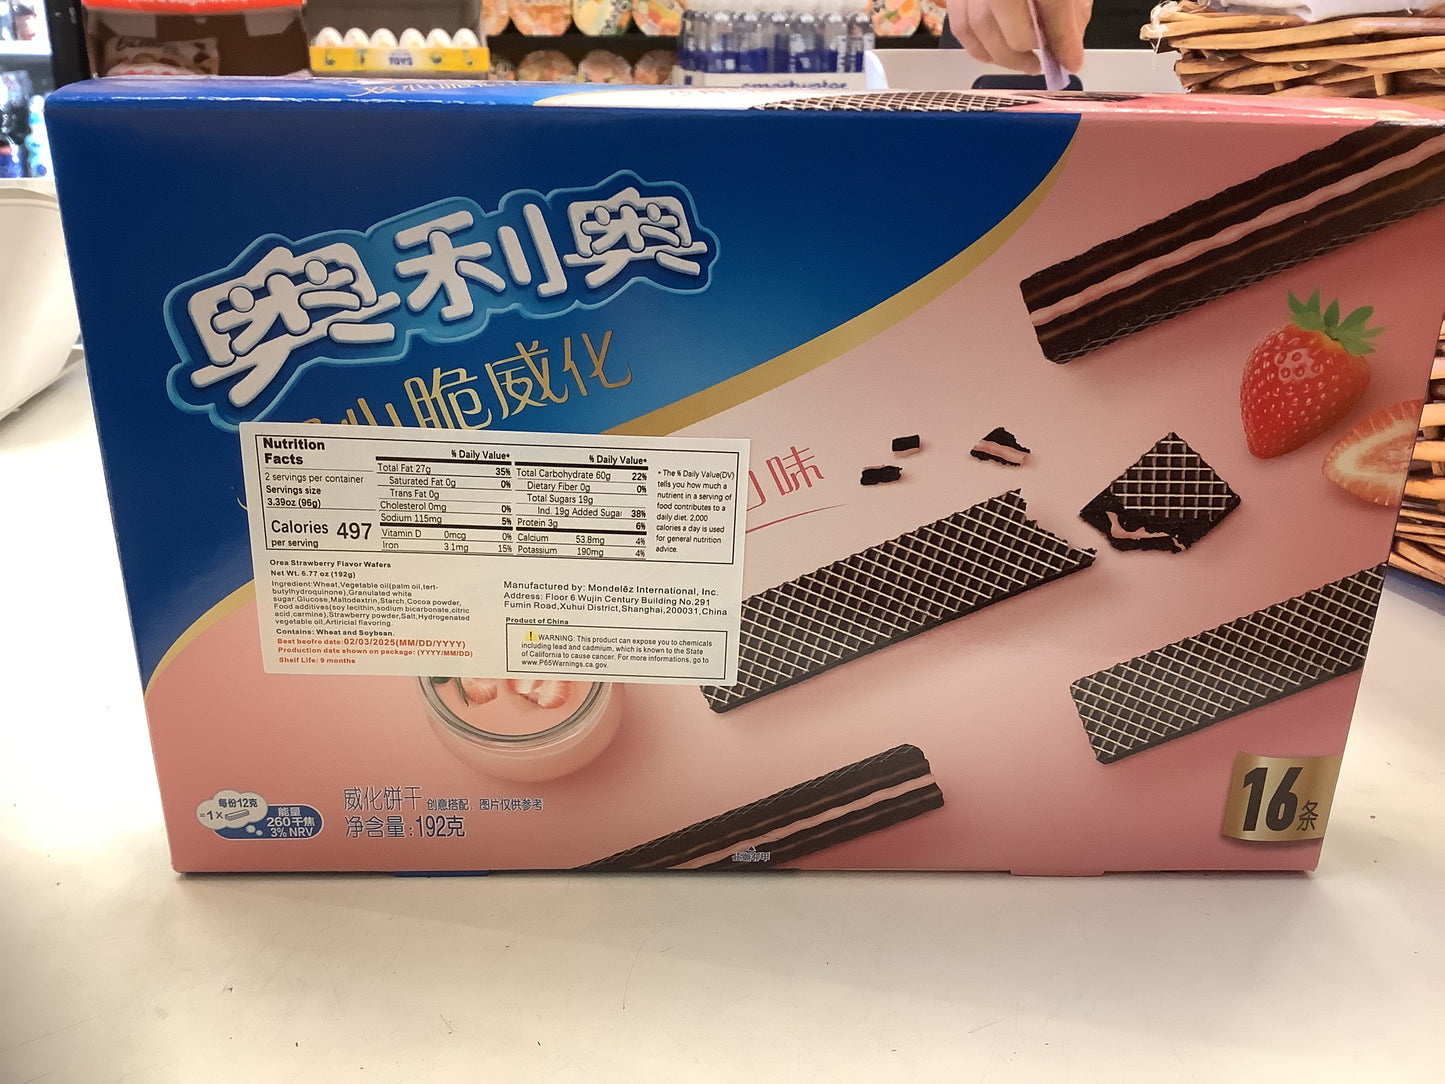 奥利奥
脆威化
味
Nutrition
Facts
2 servings per container
Servings size
3.39oz (96g)
Calories 497
per serving
% Daily Value*
Total Fat 27g 35%
Saturated Fat 0g 0%
Trans Fat 0g
Cholesterol 0mg 0%
Sodium 115mg 5%
Vitamin D 0mcg 0%
Iron 3 1mg 15%
% Daily Value*
Total Carbohydrate 60g 22%
Dietary Fiber 0g 0%
Total Sugars 19g
Ind. 19g Added Sugar 38%
Protein 3g 6%
Calcium 53.8mg 4%
Potassium 190mg 4%
* The % Daily Value(DV)
tells you how much a
nutrient in a serving of
food contributes to a
daily diet. 2,000
calories a day is used
for general nutrition
advice.
Orea Strawberry Flavor Wafers
Net Wt. 6.77 oz (192g)
Ingredient:Wheat,Vegetable oil(palm oil,tert-
butylhydroquinone),Granulated white
sugar,Glucose,Maltodextrin,Starch,Cocoa powder,
Food additives(soy lecithin,sodium bicarbonate,citric
acid,carmine),Strawberry powder,Salt,Hydrogenated
vegetable oil,Artiricial flavoring.
Contains: Wheat and Soybean.
Best beofre date:02/03/2025(MM/DD/YYYY)
Production date shown on package: (YYYY/MM/DD)
Shelf Life: 9 months
Manufactured by: Mondelēz International, Inc.
Address: Floor 6 Wujin Century Building No.291
Fumin Road,Xuhui District,Shanghai,200031,China
Product of China
! WARNING: This product can expose you to chemicals
including lead and cadmium, which is known to the State
of California to cause cancer. For more informations, go to
www.P65Warnings.ca.gov.
每份12克
≈1×
能量
260千焦
3% NRV
威化饼干 创意搭配，图片仅供参考
净含量:192克
16条
smartwater